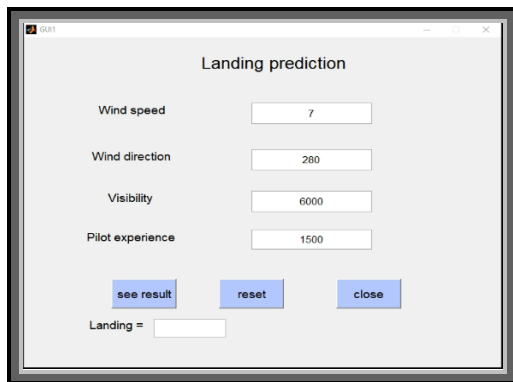 GUI1
Landing prediction
Wind speed 7
Wind direction 280
Visibility 6000
Pilot experience 1500
see result reset close
Landing =